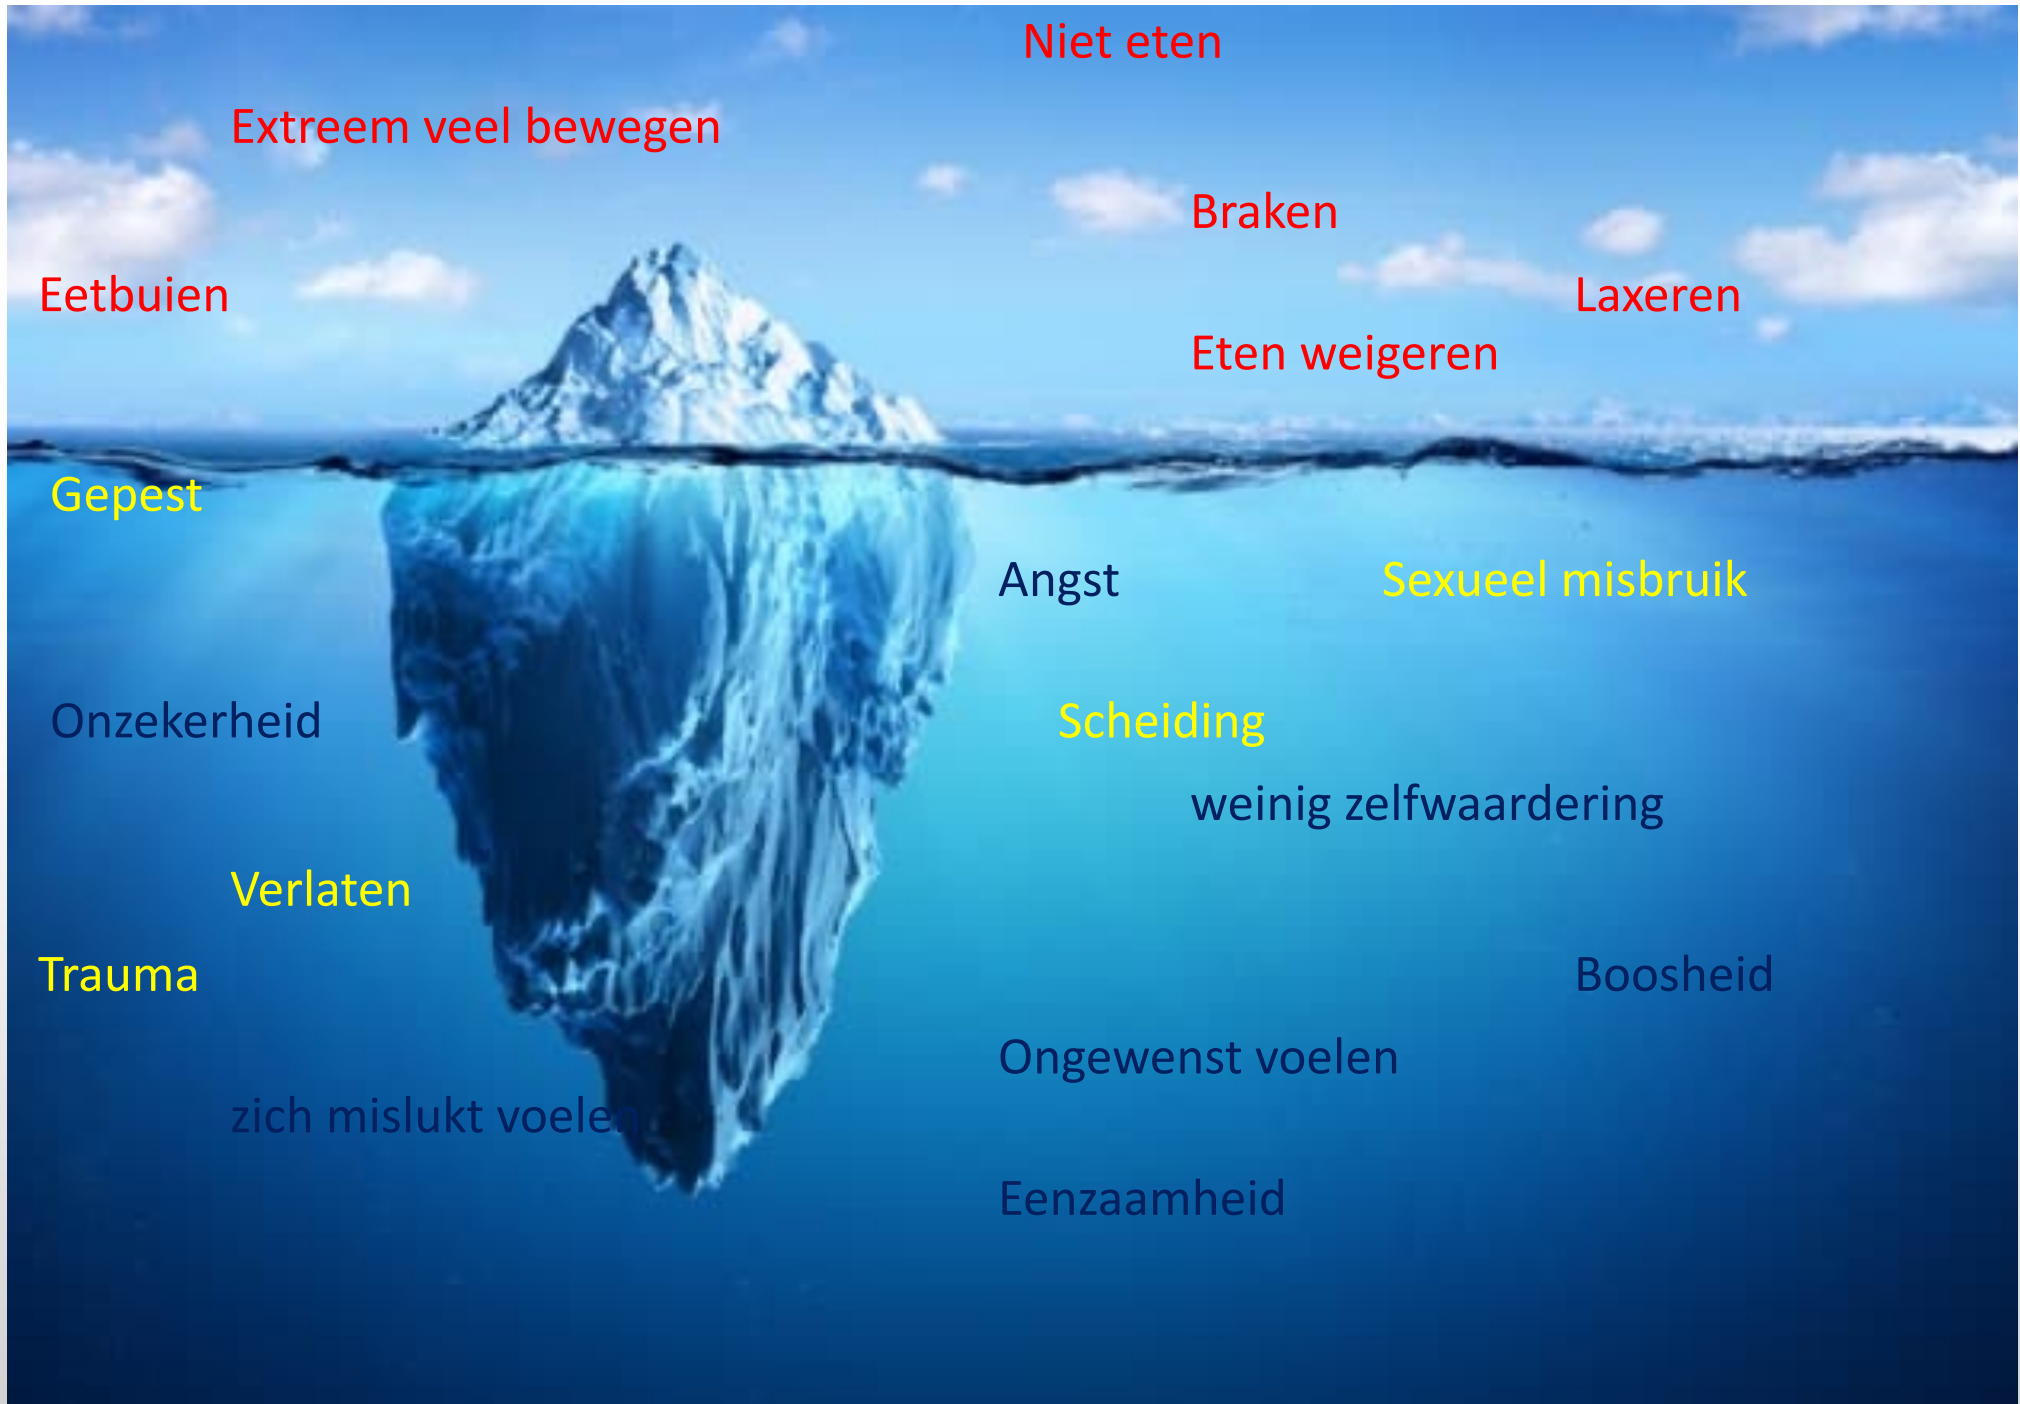 Niet eten
Extreem veel bewegen
Braken
Eetbuien
Laxeren
Eten weigeren
Gepest
Angst
Sexueel misbruik
Onzekerheid
Scheiding
weinig zelfwaardering
Verlaten
Trauma
Boosheid
Ongewenst voelen
zich mislukt voelen
Eenzaamheid